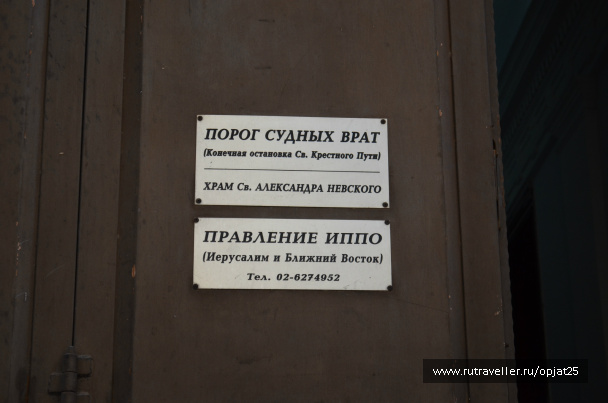 ПОРОГ СУДНЫХ ВРАТ
(Конечная остановка Св. Крестного Пути)
ХРАМ Св. АЛЕКСАНДРА НЕВСКОГО
ПРАВЛЕНИЕ ИППО
(Иерусалим и Ближний Восток)
Тел. 02-6274952
www.rutraveller.ru/opjat25